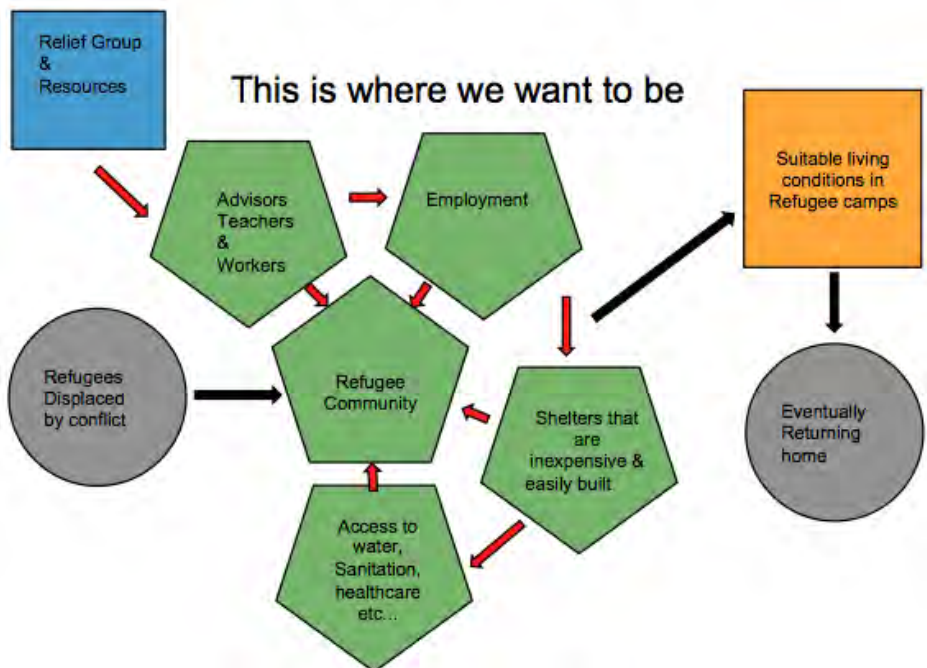 Relief Group
&
Resources
This is where we want to be
Advisors
Teachers
&
Workers
Employment
Suitable living
conditions in
Refugee camps
Refugees
Displaced
by conflict
Refugee
Community
Shelters that
are
inexpensive &
easily built
Eventually
Returning
home
Access to
water,
Sanitation,
healthcare
etc...